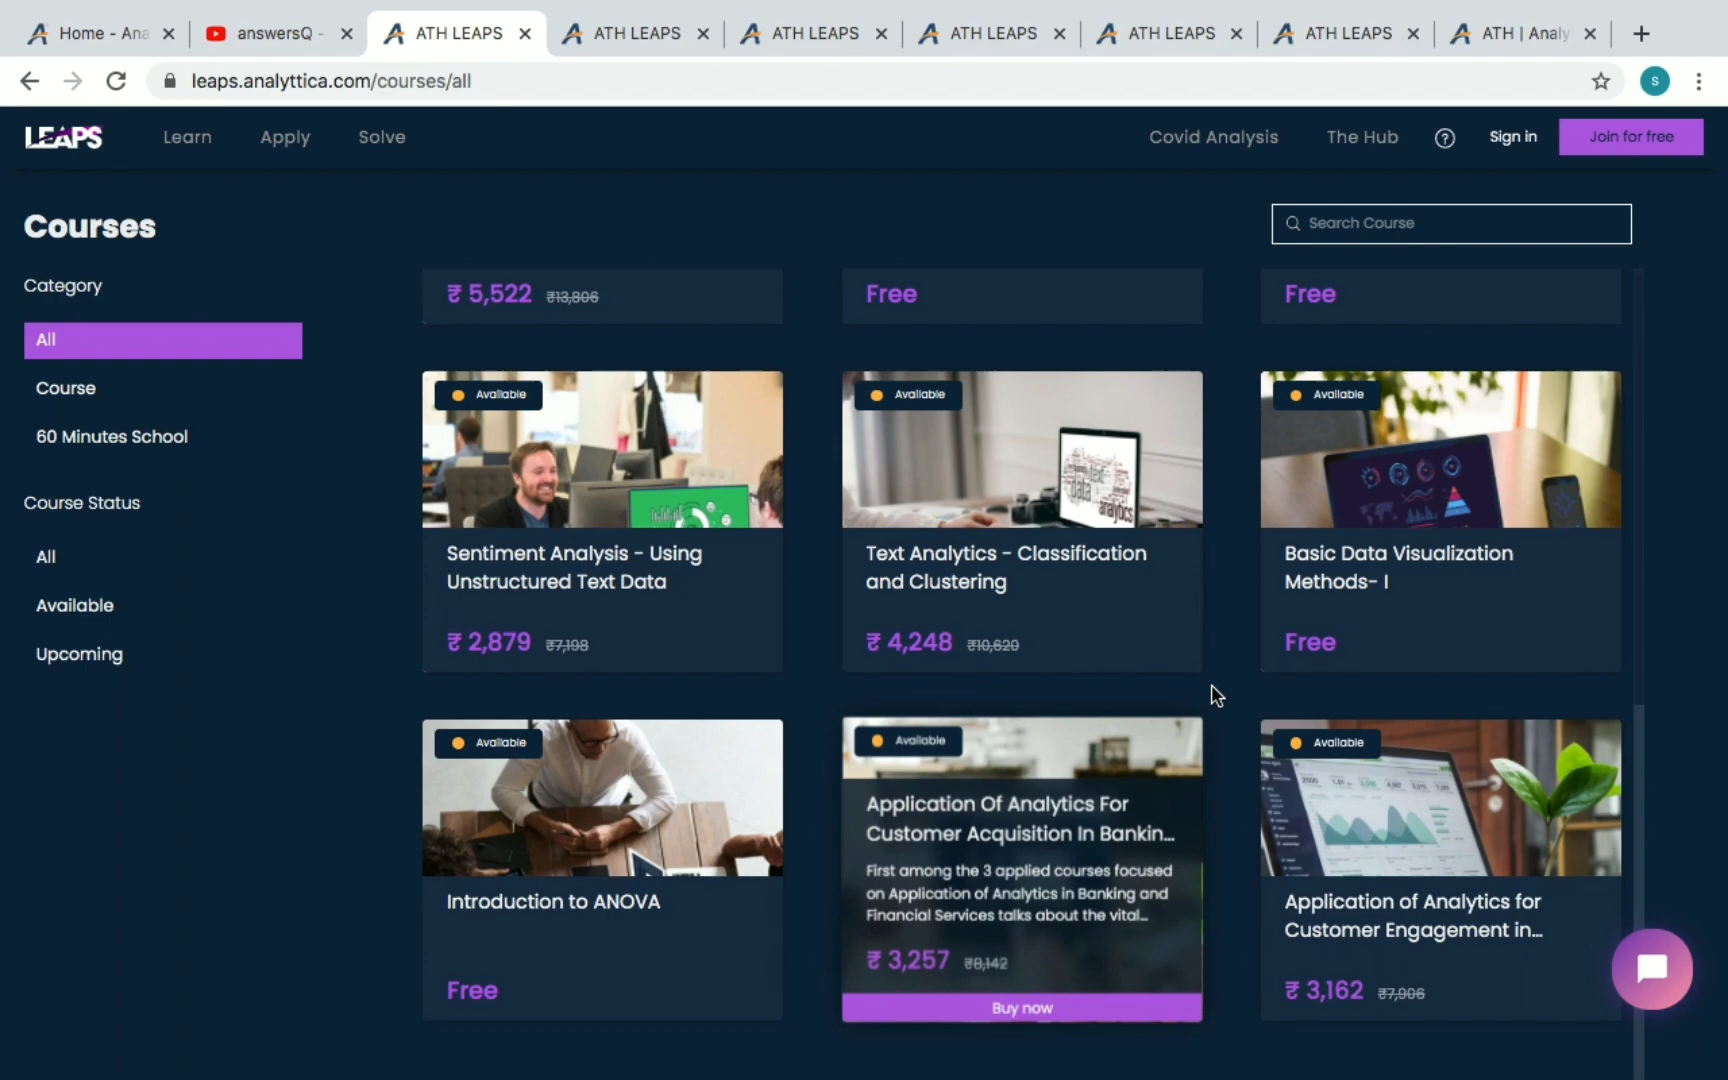 Home - Ana
answersQ -
ATH LEAPS
ATH LEAPS
ATH LEAPS
ATH LEAPS
ATH LEAPS
ATH LEAPS
ATH | Analy
leaps.analyttica.com/courses/all
S
LEAPS
Learn
Apply
Solve
Covid Analysis
The Hub
?
Sign in
Join for free
Courses
Search Course
Category
All
Course
60 Minutes School
Course Status
All
Available
Upcoming
₹ 5,522 ₹13,806
Free
Free
Available
Sentiment Analysis - Using
Unstructured Text Data
₹ 2,879 ₹7,198
Available
text
data
analytics
Text Analytics - Classification
and Clustering
₹ 4,248 ₹10,620
Available
Basic Data Visualization
Methods- I
Free
Available
Introduction to ANOVA
Free
Available
Application Of Analytics For
Customer Acquisition In Bankin...
First among the 3 applied courses focused
on Application of Analytics in Banking and
Financial Services talks about the vital...
₹ 3,257 ₹8,142
Buy now
Available
Application of Analytics for
Customer Engagement in...
₹ 3,162 ₹7,906